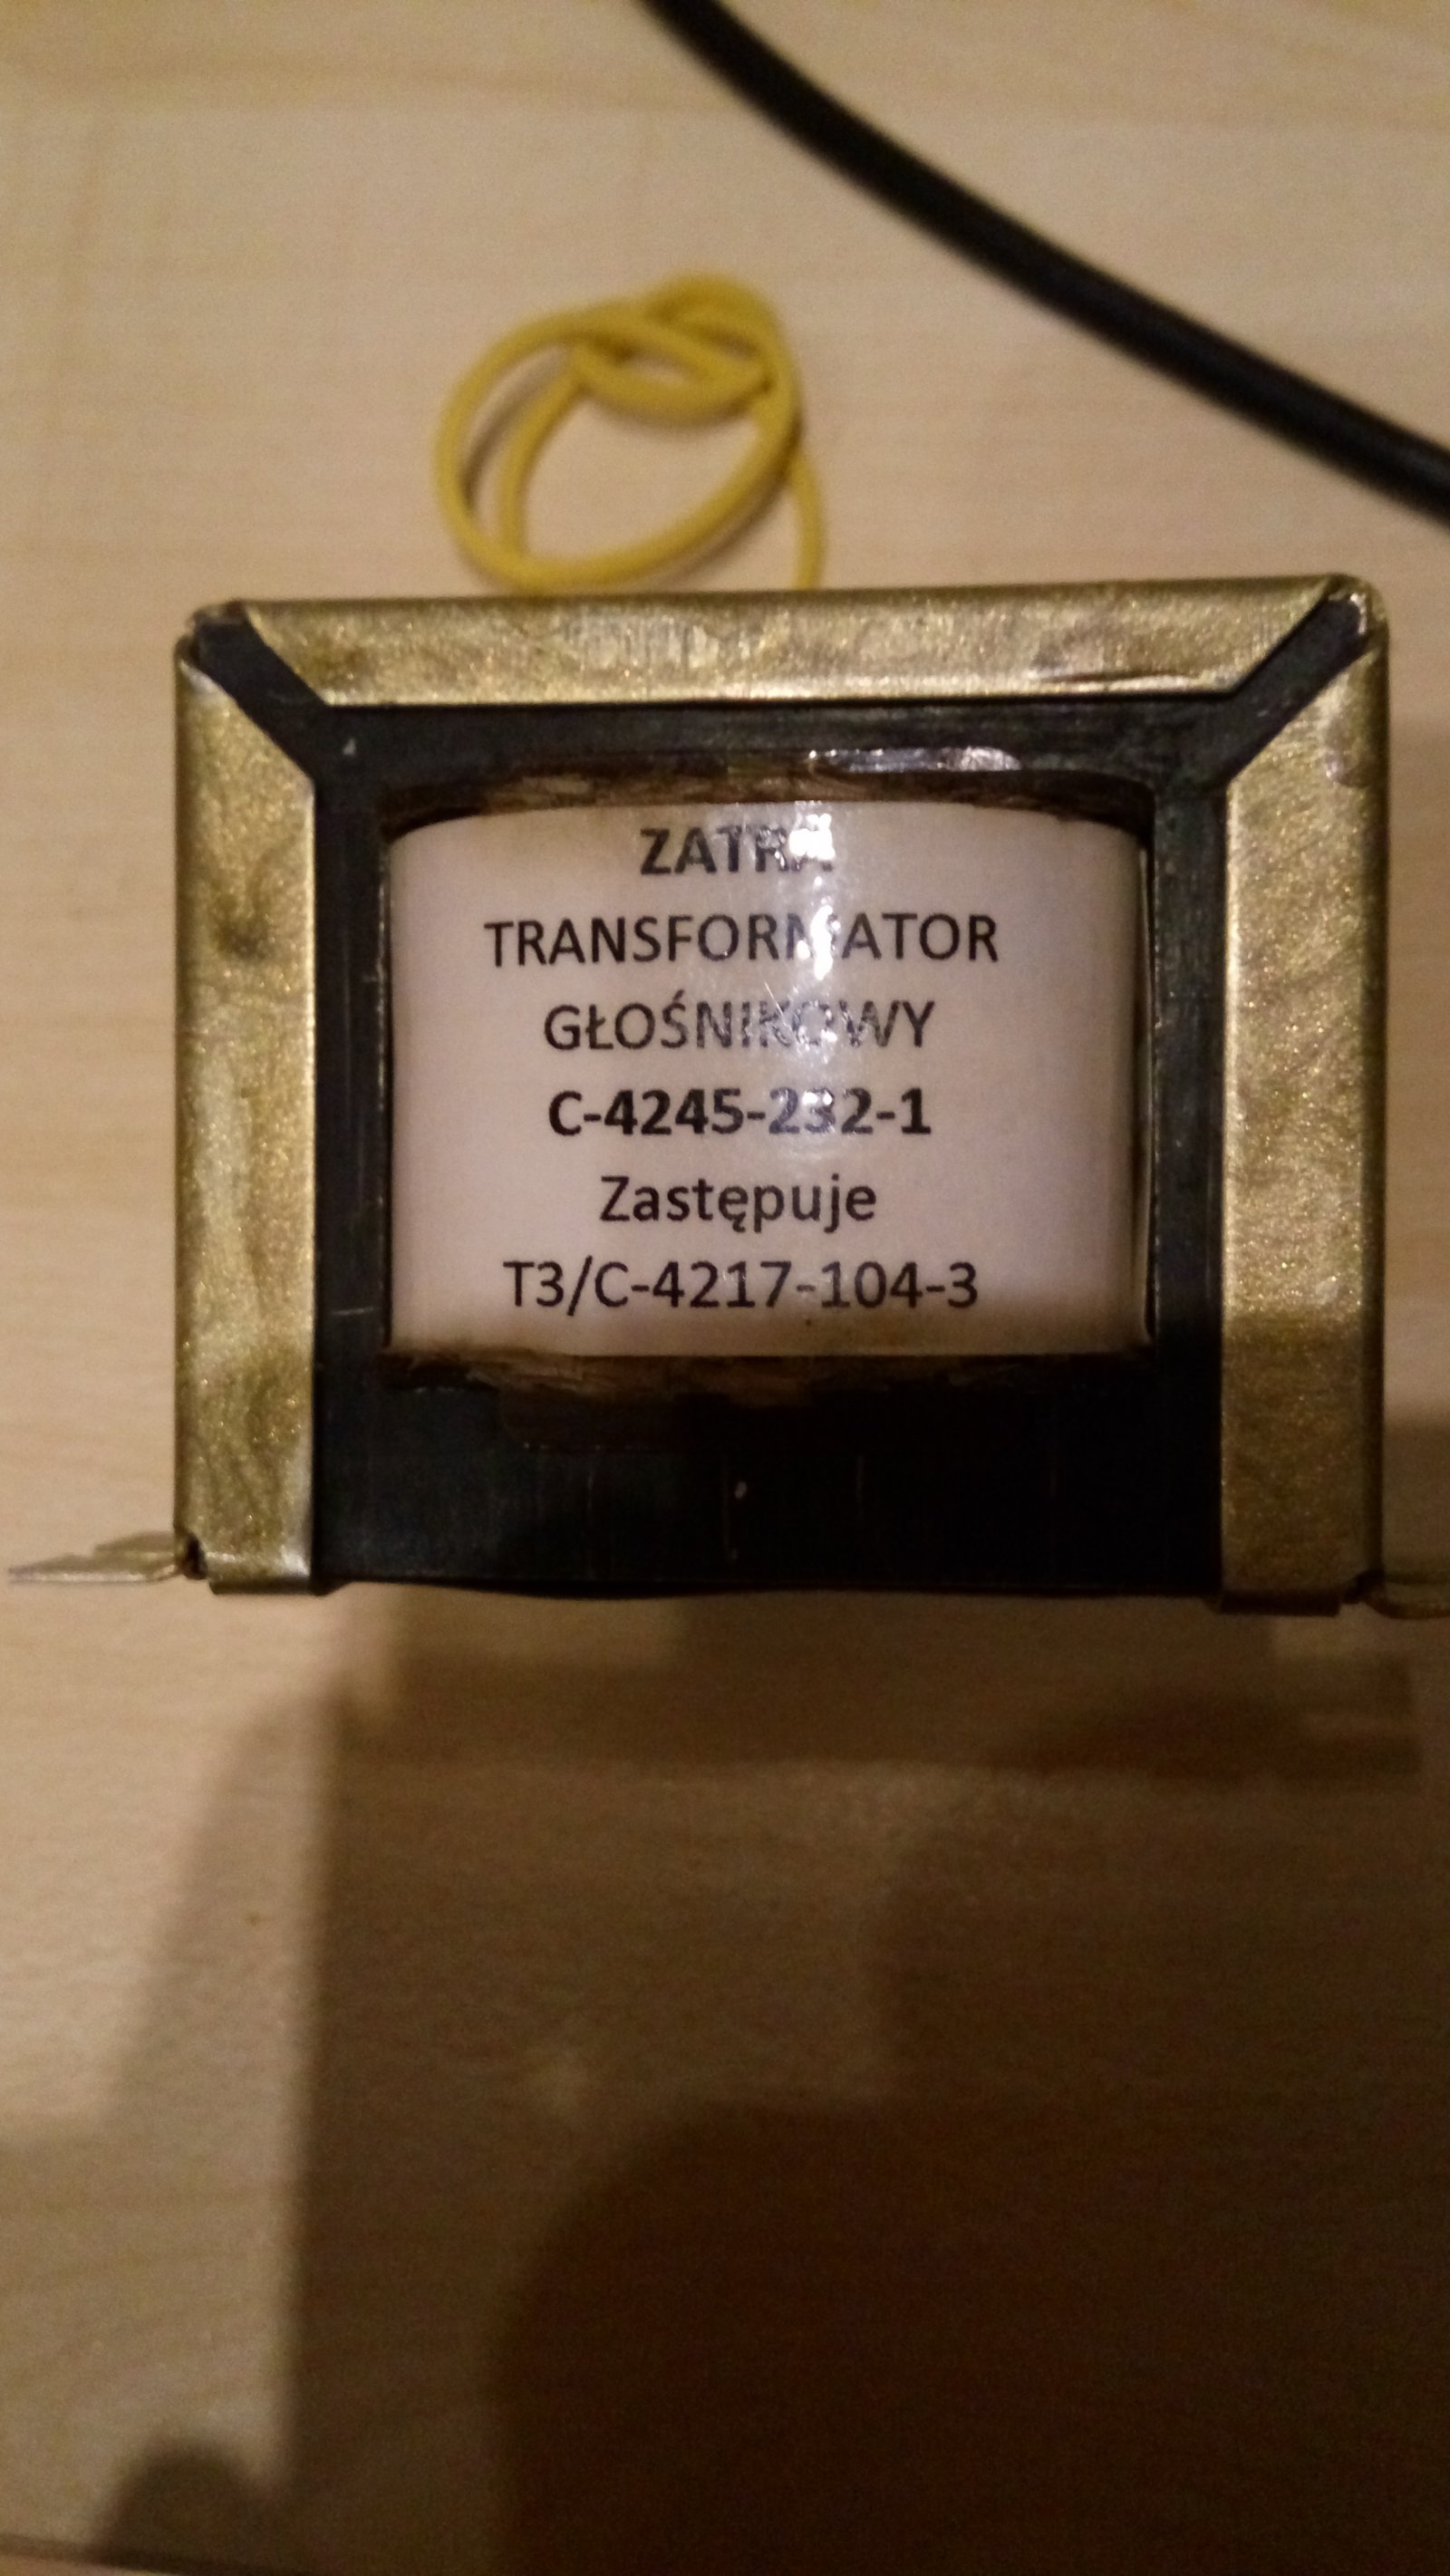 ZATRA
TRANSFORMATOR
GŁOŚNIKOWY
C-4245-232-1
Zastępuje
T3/C-4217-104-3